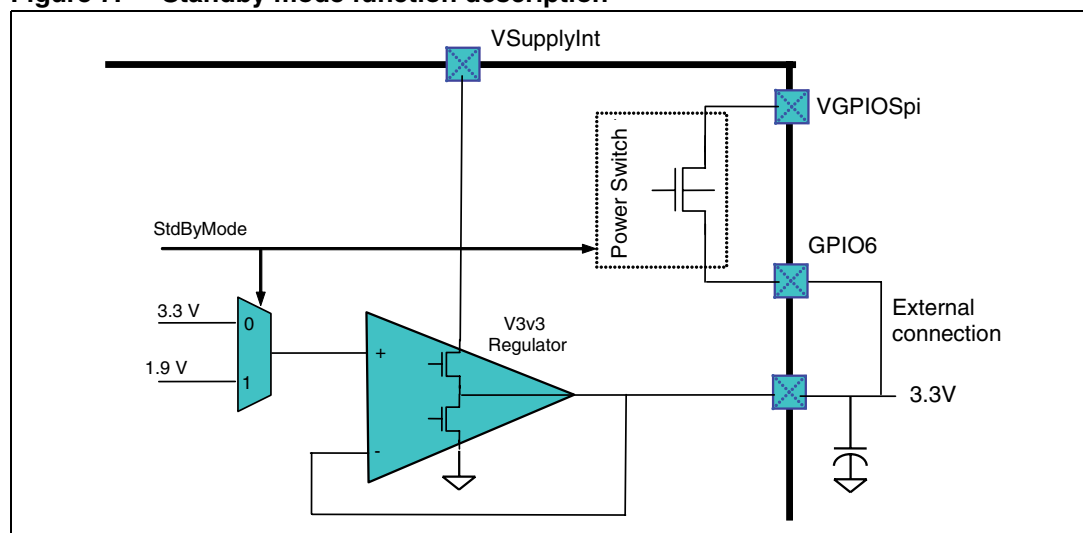 VSupplyInt
VGPIOSpi
Power Switch
StdByMode
GPIO6
3.3 V
0
External
connection
V3v3
Regulator
+
1.9 V
1
3.3V
-